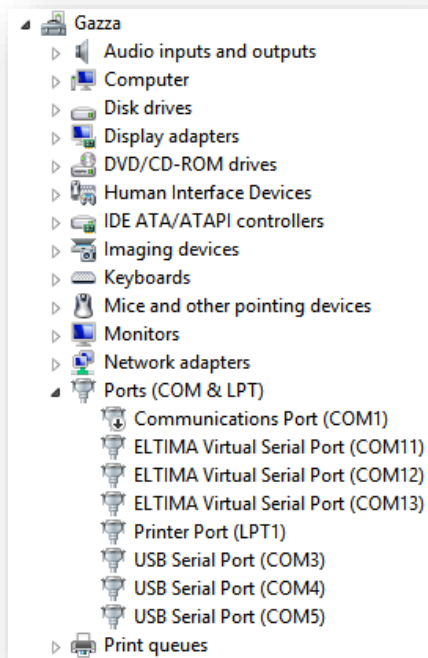 Gazza
Audio inputs and outputs
Computer
Disk drives
Display adapters
DVD/CD-ROM drives
Human Interface Devices
IDE ATA/ATAPI controllers
Imaging devices
Keyboards
Mice and other pointing devices
Monitors
Network adapters
Ports (COM & LPT)
Communications Port (COM1)
ELTIMA Virtual Serial Port (COM11)
ELTIMA Virtual Serial Port (COM12)
ELTIMA Virtual Serial Port (COM13)
Printer Port (LPT1)
USB Serial Port (COM3)
USB Serial Port (COM4)
USB Serial Port (COM5)
Print queues